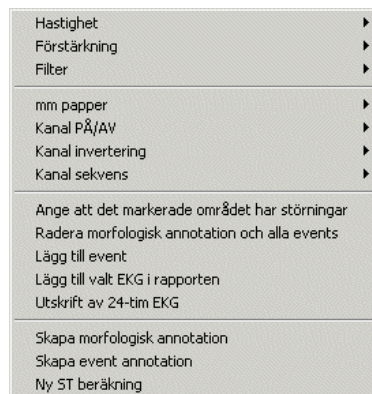 Hastighet
Förstärkning
Filter
mm papper
Kanal PÅ/AV
Kanal invertering
Kanal sekvens
Ange att det markerade området har störningar
Radera morfologisk annotation och alla events
Lägg till event
Lägg till valt EKG i rapporten
Utskrift av 24-tim EKG
Skapa morfologisk annotation
Skapa event annotation
Ny ST beräkning